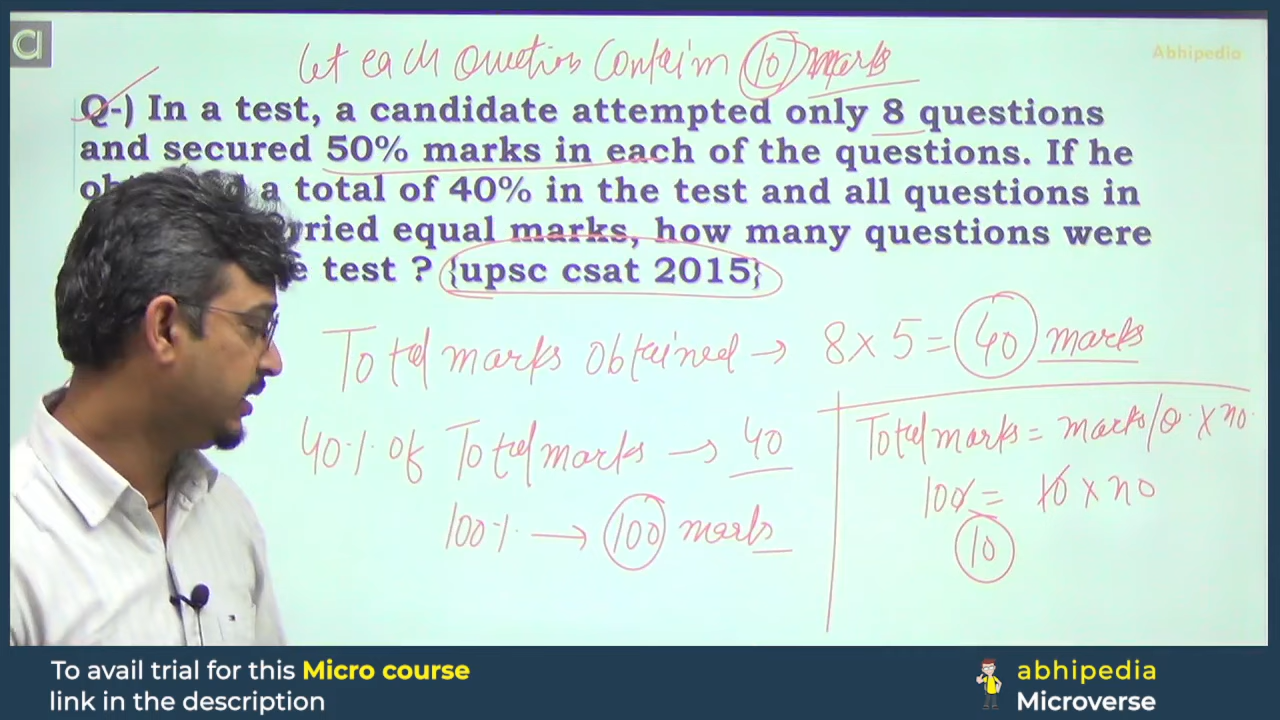 a
Abhipedia
Let each Question Contain 10 marks
Q-) In a test, a candidate attempted only 8 questions
and secured 50% marks in each of the questions. If he
a total of 40% in the test and all questions in
rried equal marks, how many questions were
e test ? {upsc csat 2015}
Total marks obtained → 8 x 5 = 40 marks
40% of Total marks → 40
100% → 100 marks
Total marks = marks/Q. x no.
100 = 10 x no
10
To avail trial for this Micro course
link in the description
abhipedia
Microverse